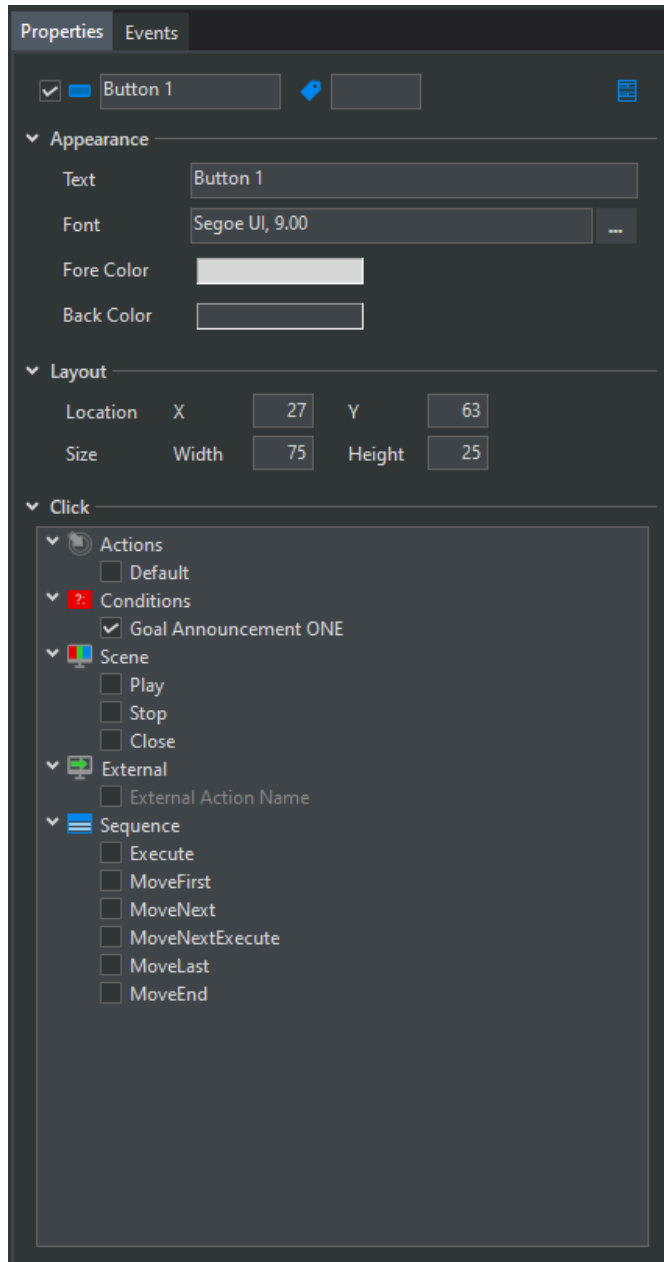 Properties Events
Button 1
Appearance
Text Button 1
Font Segoe UI, 9.00 ...
Fore Color
Back Color
Layout
Location X 27 Y 63
Size Width 75 Height 25
Click
Actions
Default
?: Conditions
Goal Announcement ONE
Scene
Play
Stop
Close
External
External Action Name
Sequence
Execute
MoveFirst
MoveNext
MoveNextExecute
MoveLast
MoveEnd